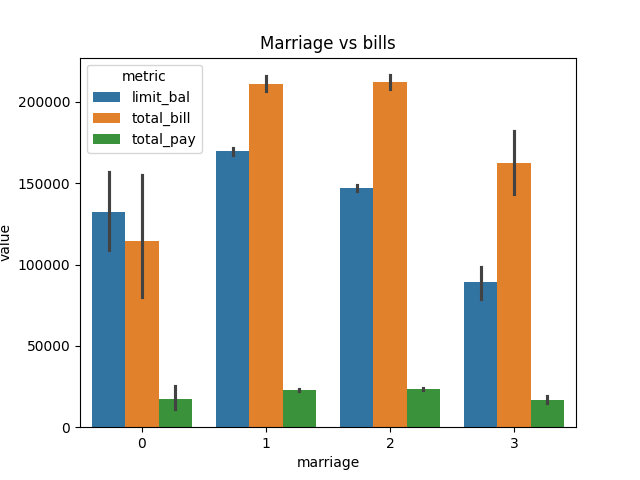 Marriage vs bills
metric
limit_bal
total_bill
total_pay
value
200000
150000
100000
50000
0
0 1 2 3
marriage